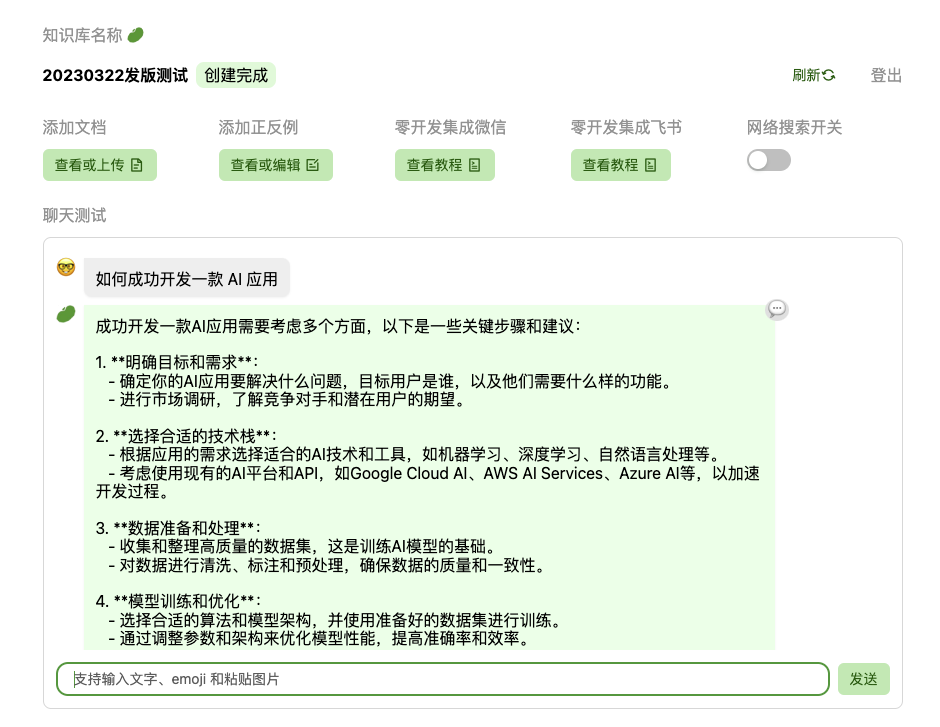 知识库名称
20230322发版测试 创建完成 刷新 登出
添加文档 添加正反例 零开发集成微信 零开发集成飞书 网络搜索开关
查看或上传 查看或编辑 查看教程 查看教程
聊天测试
如何成功开发一款 AI 应用
成功开发一款AI应用需要考虑多个方面，以下是一些关键步骤和建议：
1. **明确目标和需求**：
- 确定你的AI应用要解决什么问题，目标用户是谁，以及他们需要什么样的功能。
- 进行市场调研，了解竞争对手和潜在用户的期望。
2. **选择合适的技术栈**：
- 根据应用的需求选择适合的AI技术和工具，如机器学习、深度学习、自然语言处理等。
- 考虑使用现有的AI平台和API，如Google Cloud AI、AWS AI Services、Azure AI等，以加速
开发过程。
3. **数据准备和处理**：
- 收集和整理高质量的数据集，这是训练AI模型的基础。
- 对数据进行清洗、标注和预处理，确保数据的质量和一致性。
4. **模型训练和优化**：
- 选择合适的算法和模型架构，并使用准备好的数据集进行训练。
- 通过调整参数和架构来优化模型性能，提高准确率和效率。
支持输入文字、emoji 和粘贴图片 发送